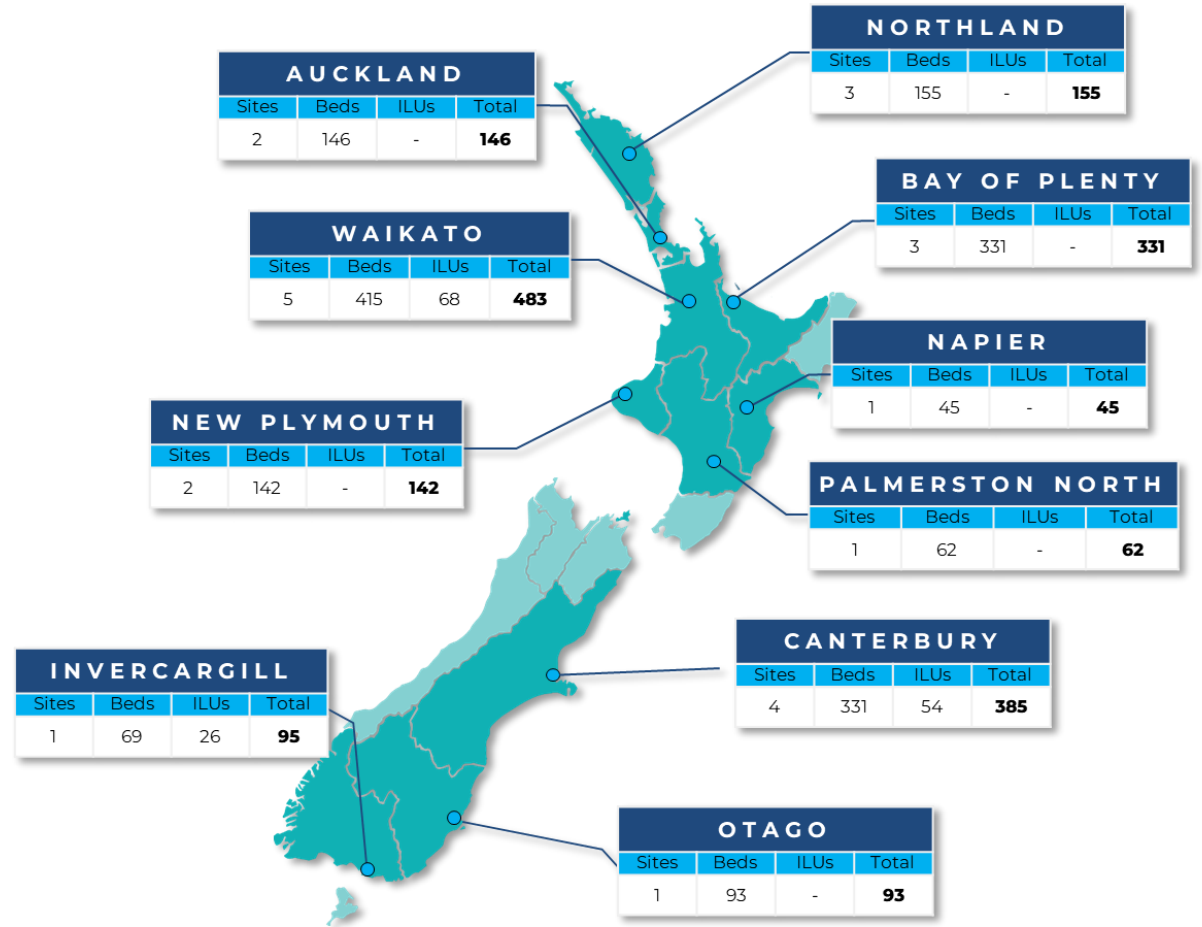 NORTHLAND
Sites Beds ILUs Total
3 155 - 155
AUCKLAND
Sites Beds ILUs Total
2 146 - 146
BAY OF PLENTY
Sites Beds ILUs Total
3 331 - 331
WAIKATO
Sites Beds ILUs Total
5 415 68 483
NAPIER
Sites Beds ILUs Total
1 45 - 45
NEW PLYMOUTH
Sites Beds ILUs Total
2 142 - 142
PALMERSTON NORTH
Sites Beds ILUs Total
1 62 - 62
CANTERBURY
Sites Beds ILUs Total
4 331 54 385
INVERCARGILL
Sites Beds ILUs Total
1 69 26 95
OTAGO
Sites Beds ILUs Total
1 93 - 93